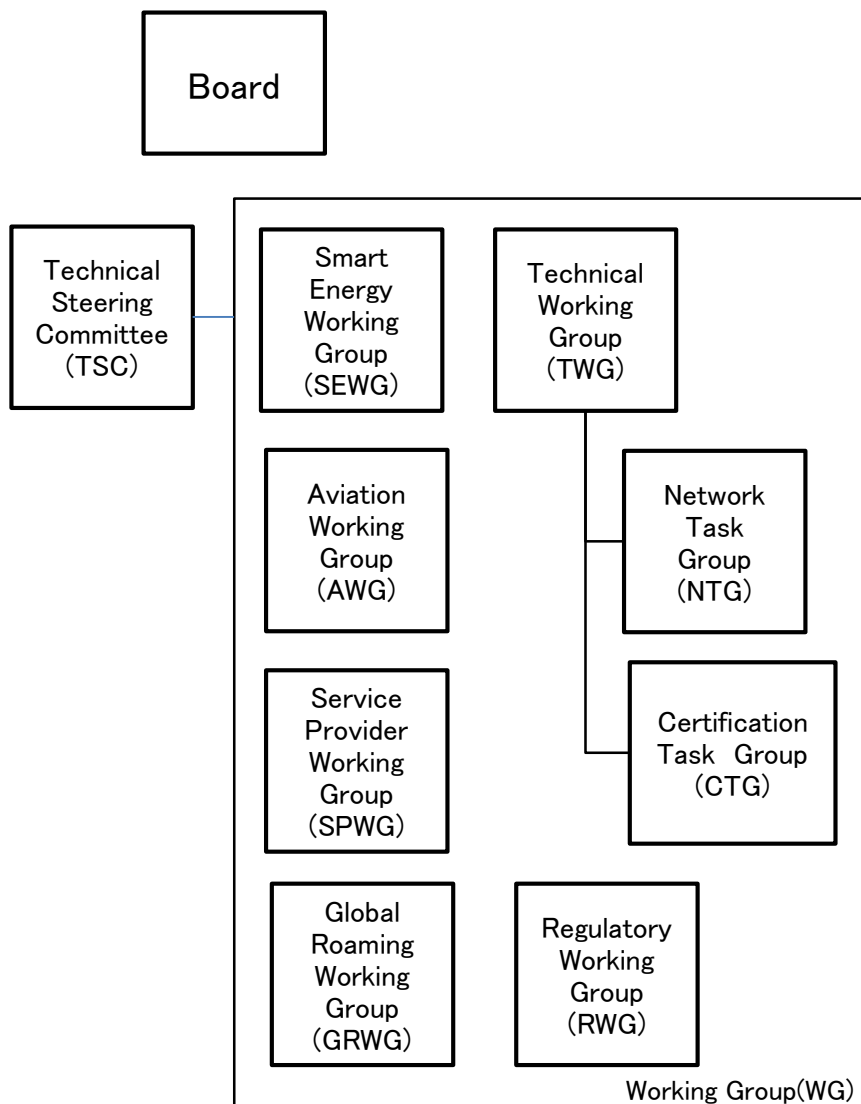 Board
Technical
Steering
Committee
(TSC)
Smart
Energy
Working
Group
(SEWG)
Technical
Working
Group
(TWG)
Aviation
Working
Group
(AWG)
Network
Task
Group
(NTG)
Service
Provider
Working
Group
(SPWG)
Certification
Task Group
(CTG)
Global
Roaming
Working
Group
(GRWG)
Regulatory
Working
Group
(RWG)
Working Group(WG)